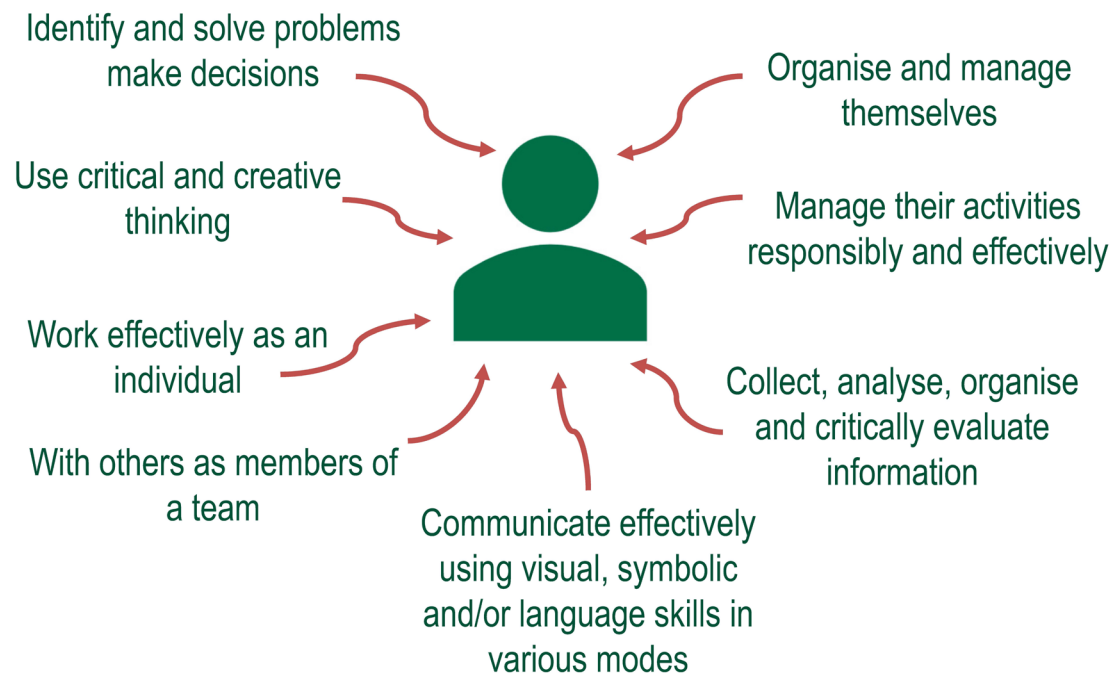 Identify and solve problems
make decisions
Organise and manage
themselves
Use critical and creative
thinking
Manage their activities
responsibly and effectively
Work effectively as an
individual
Collect, analyse, organise
and critically evaluate
information
With others as members of
a team
Communicate effectively
using visual, symbolic
and/or language skills in
various modes